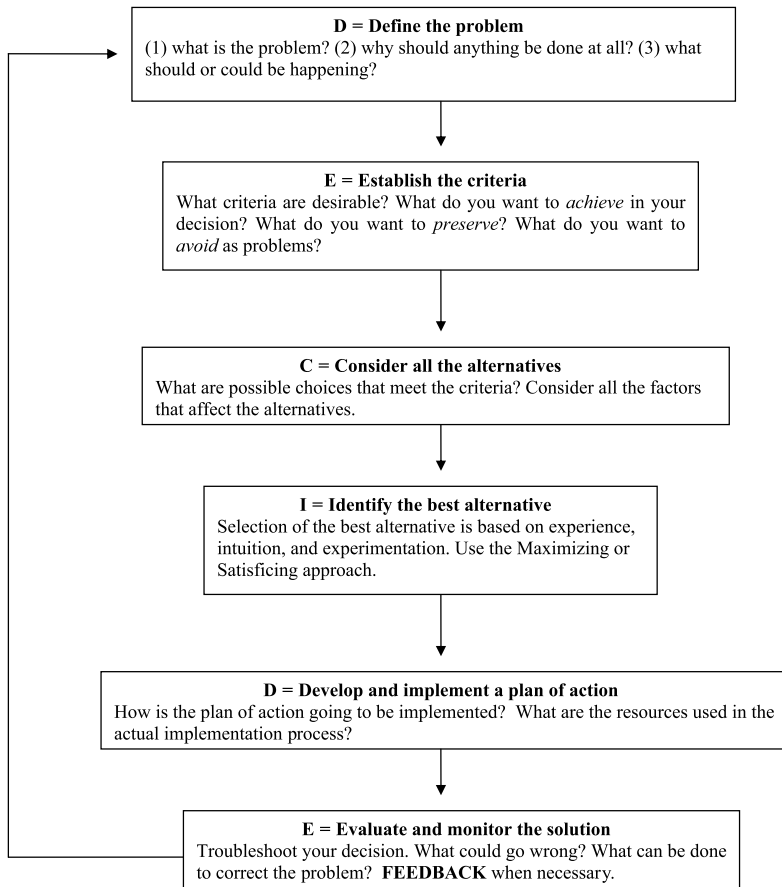 D = Define the problem
(1) what is the problem? (2) why should anything be done at all? (3) what
should or could be happening?
E = Establish the criteria
What criteria are desirable? What do you want to achieve in your
decision? What do you want to preserve? What do you want to
avoid as problems?
C = Consider all the alternatives
What are possible choices that meet the criteria? Consider all the factors
that affect the alternatives.
I = Identify the best alternative
Selection of the best alternative is based on experience,
intuition, and experimentation. Use the Maximizing or
Satisficing approach.
D = Develop and implement a plan of action
How is the plan of action going to be implemented?  What are the resources used in the
actual implementation process?
E = Evaluate and monitor the solution
Troubleshoot your decision. What could go wrong? What can be done
to correct the problem?  FEEDBACK when necessary.